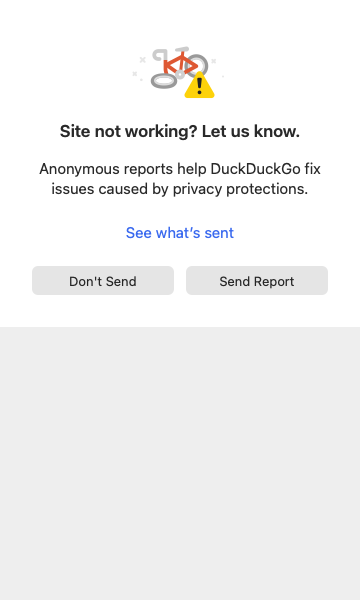 Site not working? Let us know.
Anonymous reports help DuckDuckGo fix
issues caused by privacy protections.
See what’s sent
Don't Send
Send Report